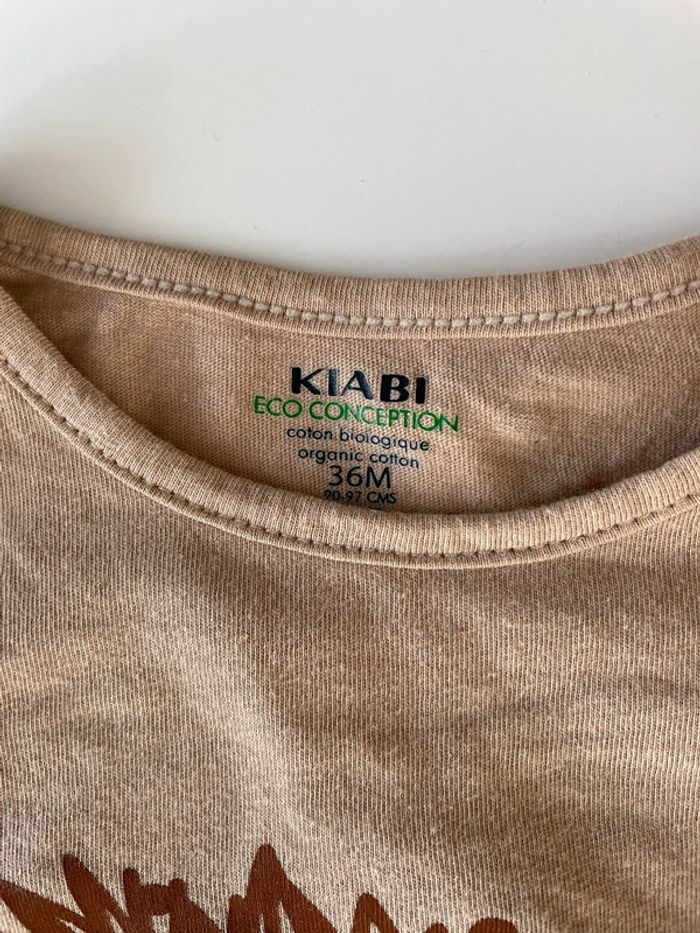 KIABI
ECO CONCEPTION
coton biologique
organic cotton
36M
90-97 CMS